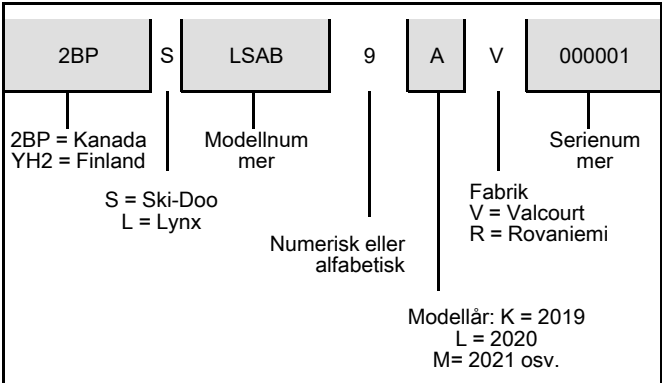 2BP S LSAB 9 A V 000001
2BP = Kanada
YH2 = Finland
Modellnum
mer
Serienum
mer
S = Ski-Doo
L = Lynx
Fabrik
V = Valcourt
R = Rovaniemi
Numerisk eller
alfabetisk
Modellår: K = 2019
L = 2020
M= 2021 osv.